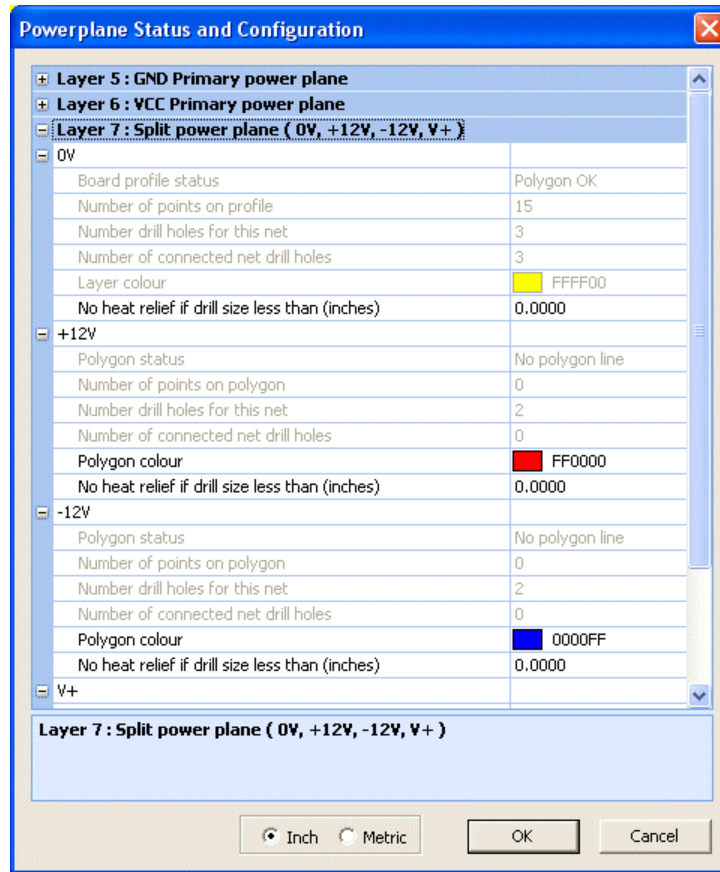 Powerplane Status and Configuration
Layer 5 : GND Primary power plane
Layer 6 : VCC Primary power plane
Layer 7 : Split power plane ( 0V, +12V, -12V, V+ )
0V
Board profile status Polygon OK
Number of points on profile 15
Number drill holes for this net 3
Number of connected net drill holes 3
Layer colour FFFF00
No heat relief if drill size less than (inches) 0.0000
+12V
Polygon status No polygon line
Number of points on polygon 0
Number drill holes for this net 2
Number of connected net drill holes 0
Polygon colour FF0000
No heat relief if drill size less than (inches) 0.0000
-12V
Polygon status No polygon line
Number of points on polygon 0
Number drill holes for this net 2
Number of connected net drill holes 0
Polygon colour 0000FF
No heat relief if drill size less than (inches) 0.0000
V+
Layer 7 : Split power plane ( 0V, +12V, -12V, V+ )
Inch Metric OK Cancel